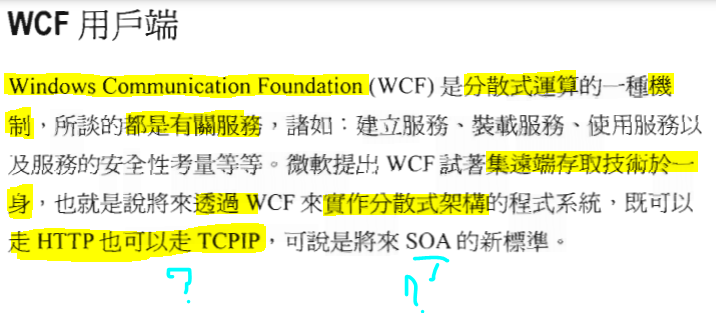 WCF 用戶端
Windows Communication Foundation (WCF) 是分散式運算的一種機
制，所談的都是有關服務，諸如：建立服務、裝載服務、使用服務以
及服務的安全性考量等等。微軟提出 WCF 試著集遠端存取技術於一
身，也就是說將來透過 WCF 來實作分散式架構的程式系統，既可以
走 HTTP 也可以走 TCPIP，可說是將來 SOA 的新標準。
? ?